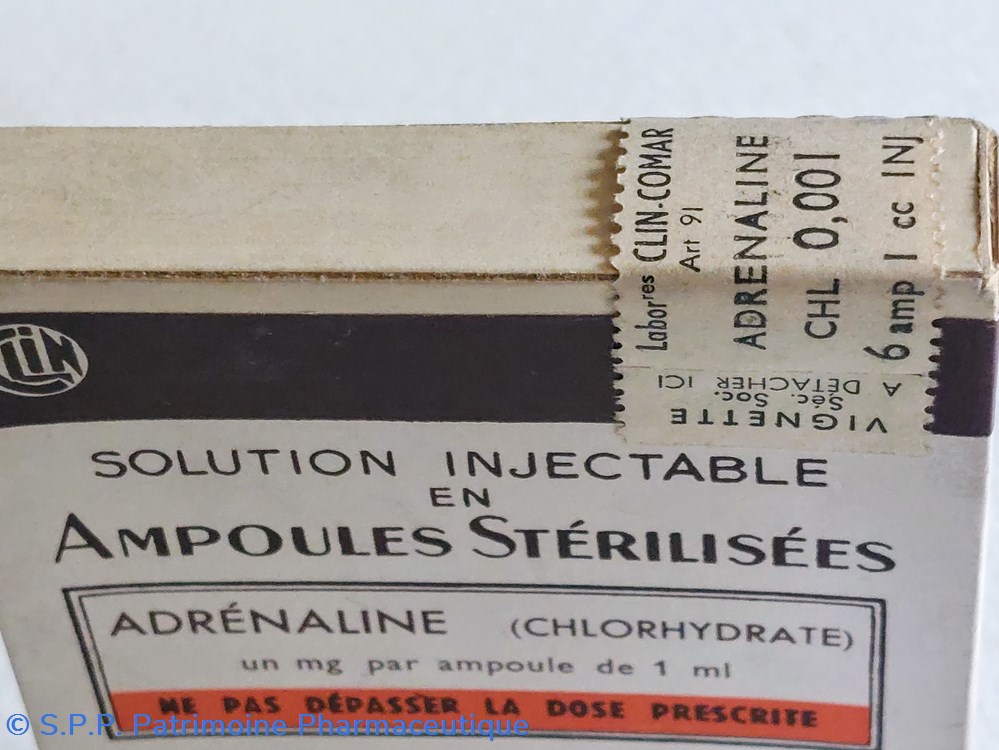 Laborres CLIN-COMAR
Art 91
ADRENALINE
CHL 0,001
6 amp 1 cc INJ
VIGNETTE
Séc. Soc.
A DÉTACHER ICI
CLIN
SOLUTION INJECTABLE
EN
AMPOULES STÉRILISÉES
ADRÉNALINE (CHLORHYDRATE)
un mg par ampoule de 1 ml
NE PAS DÉPASSER LA DOSE PRESCRITE
© S.P.P. Patrimoine Pharmaceutique